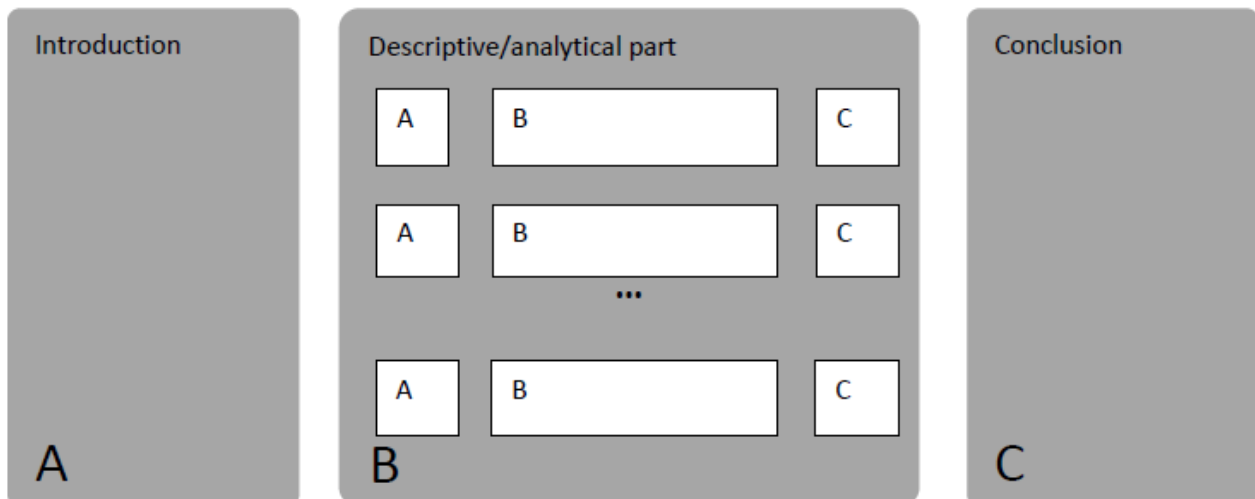 Introduction
Descriptive/analytical part
Conclusion
A B C
A B C
...
A B C
A B C